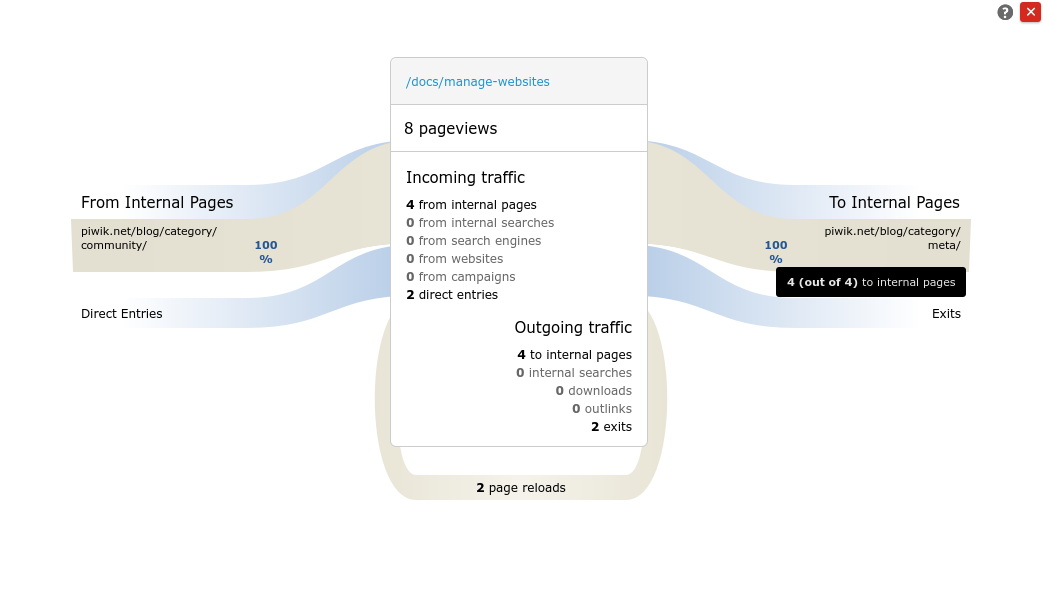 /docs/manage-websites
8 pageviews
Incoming traffic
4 from internal pages
0 from internal searches
0 from search engines
0 from websites
0 from campaigns
2 direct entries
Outgoing traffic
4 to internal pages
0 internal searches
0 downloads
0 outlinks
2 exits
2 page reloads
From Internal Pages
piwik.net/blog/category/
community/
100
%
Direct Entries
To Internal Pages
piwik.net/blog/category/
meta/
100
%
4 (out of 4) to internal pages
Exits
?